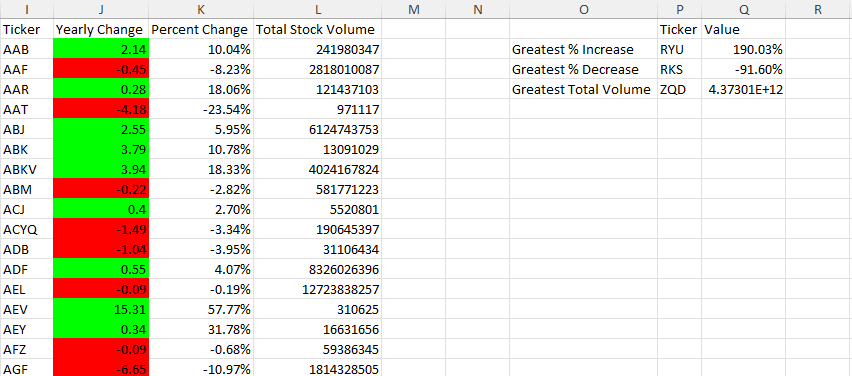 I J K L M N O P Q R
Ticker Yearly Change Percent Change Total Stock Volume Ticker Value
AAB 2.14 10.04% 241980347 Greatest % Increase RYU 190.03%
AAF -0.45 -8.23% 2818010087 Greatest % Decrease RKS -91.60%
AAR 0.28 18.06% 121437103 Greatest Total Volume ZQD 4.37301E+12
AAT -4.18 -23.54% 971117
ABJ 2.55 5.95% 6124743753
ABK 3.79 10.78% 13091029
ABKV 3.94 18.33% 4024167824
ABM -0.22 -2.82% 581771223
ACJ 0.4 2.70% 5520801
ACYQ -1.49 -3.34% 190645397
ADB -1.04 -3.95% 31106434
ADF 0.55 4.07% 8326026396
AEL -0.09 -0.19% 12723838257
AEV 15.31 57.77% 310625
AEY 0.34 31.78% 16631656
AFZ -0.09 -0.68% 59386345
AGF -6.65 -10.97% 1814328505